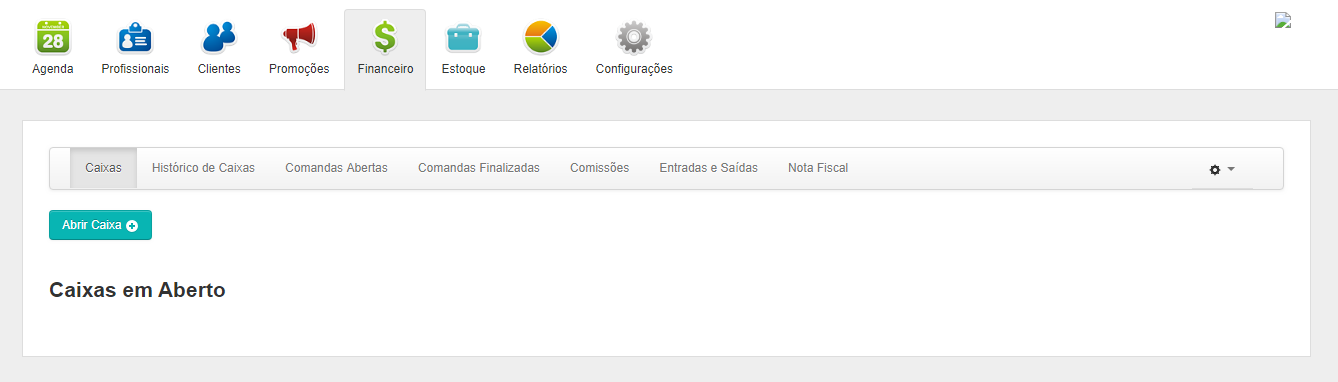 NOVEMBER
28
Agenda Profissionais Clientes Promoções Financeiro Estoque Relatórios Configurações
Caixas Histórico de Caixas Comandas Abertas Comandas Finalizadas Comissões Entradas e Saídas Nota Fiscal
Abrir Caixa
Caixas em Aberto